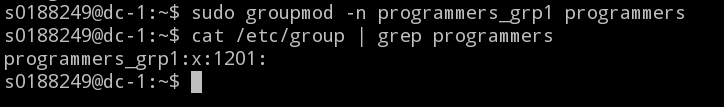 s0188249@dc-1:~$ sudo groupmod -n programmers_grp1 programmers
s0188249@dc-1:~$ cat /etc/group | grep programmers
programmers_grp1:x:1201:
s0188249@dc-1:~$